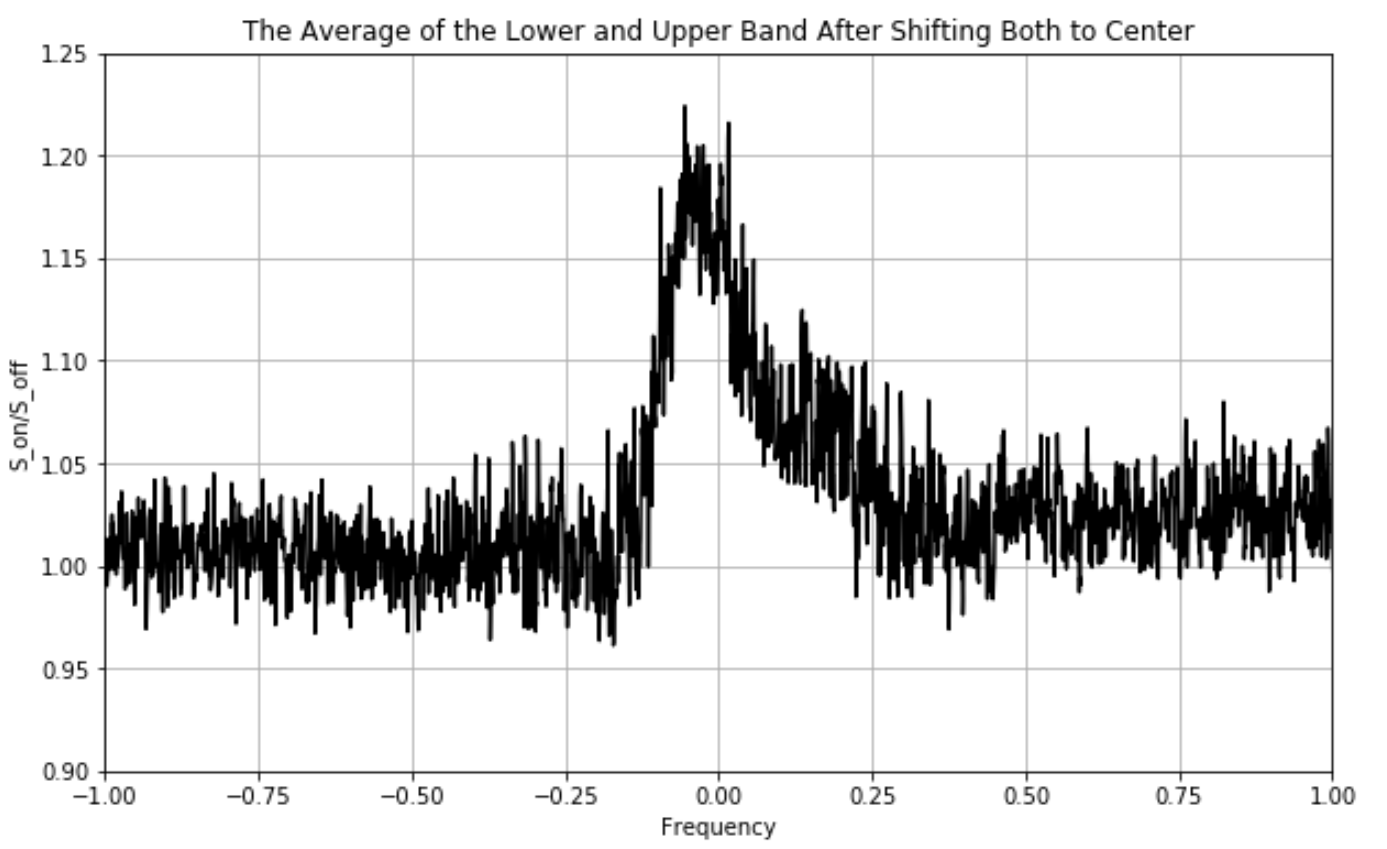 The Average of the Lower and Upper Band After Shifting Both to Center
1.25
1.20
1.15
1.10
1.05
1.00
0.95
0.90
S_on/S_off
−1.00 −0.75 −0.50 −0.25 0.00 0.25 0.50 0.75 1.00
Frequency